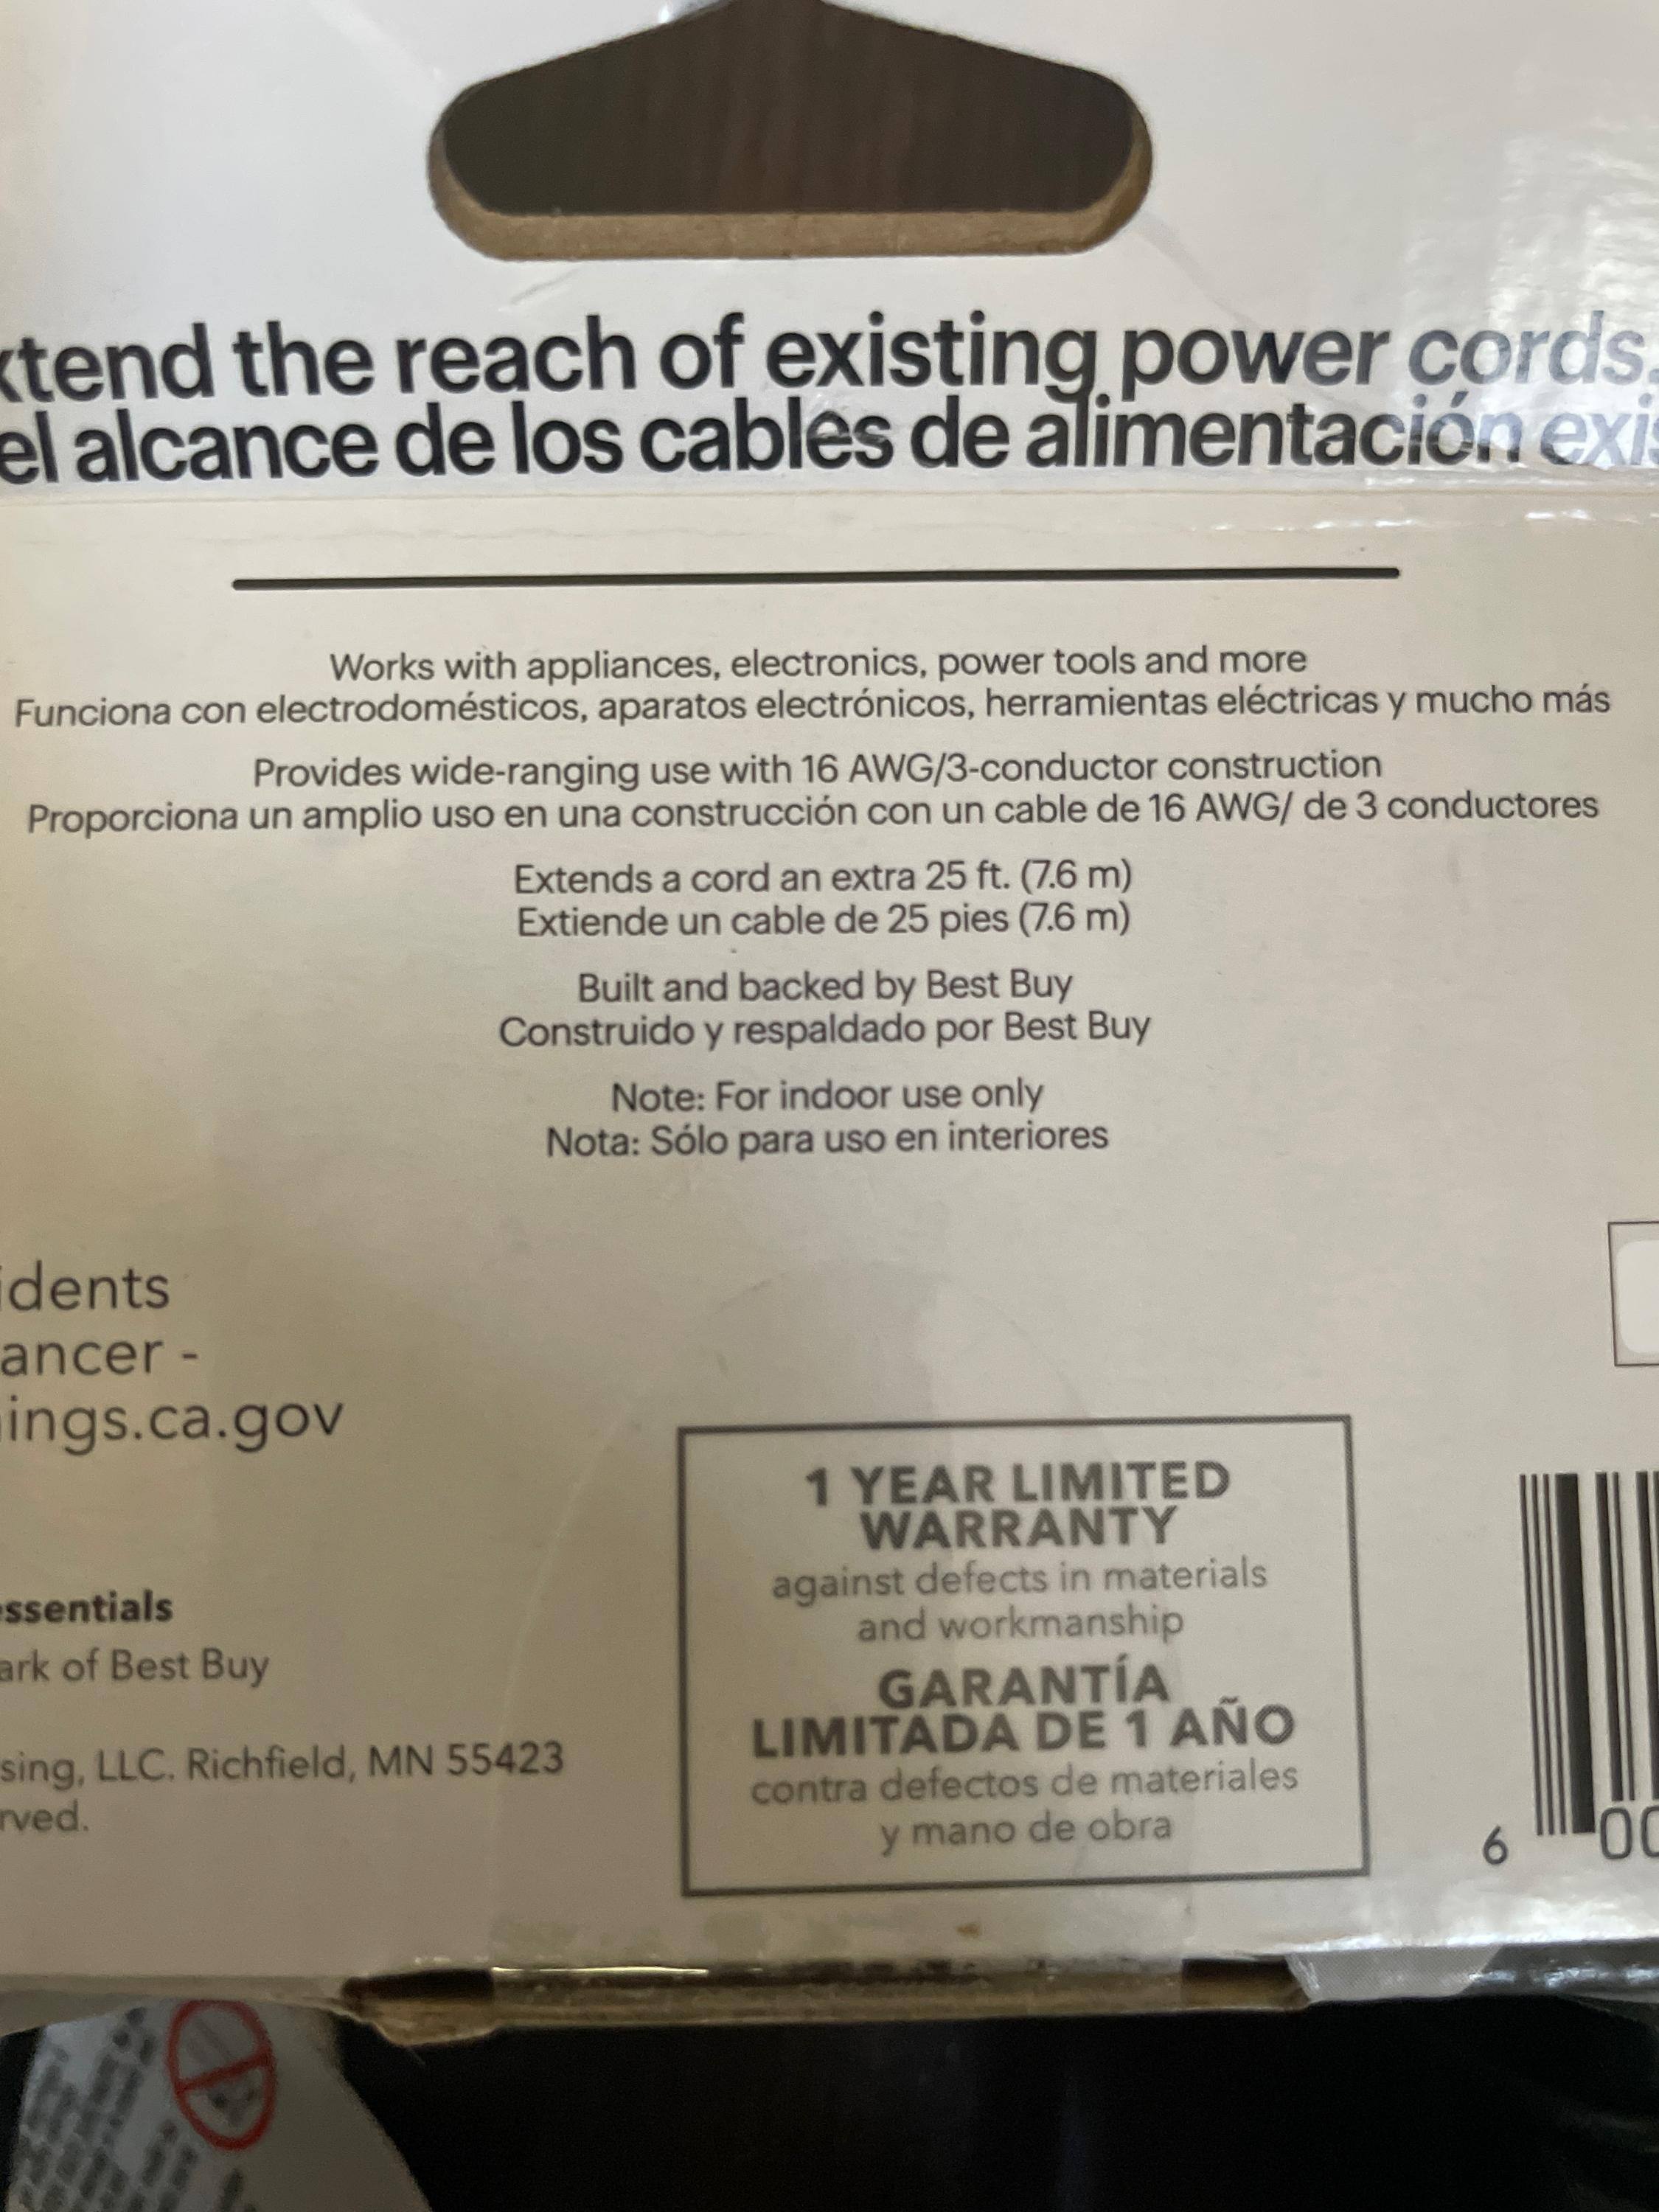 xtend the reach of existing power cords.
el alcance de los cables de alimentación exis
Works with appliances, electronics, power tools and more
Funciona con electrodomésticos, aparatos electrónicos, herramientas eléctricas y mucho más
Provides wide-ranging use with 16 AWG/3-conductor construction
Proporciona un amplio uso en una construcción con un cable de 16 AWG/ de 3 conductores
Extends a cord an extra 25 ft. (7.6 m)
Extiende un cable de 25 pies (7.6 m)
Built and backed by Best Buy
Construido y respaldado por Best Buy
Note: For indoor use only
Nota: Sólo para uso en interiores
idents
ancer -
ings.ca.gov
essentials
ark of Best Buy
sing, LLC. Richfield, MN 55423
rved.
1 YEAR LIMITED
WARRANTY
against defects in materials
and workmanship
GARANTÍA
LIMITADA DE 1 AÑO
contra defectos de materiales
y mano de obra
6 00